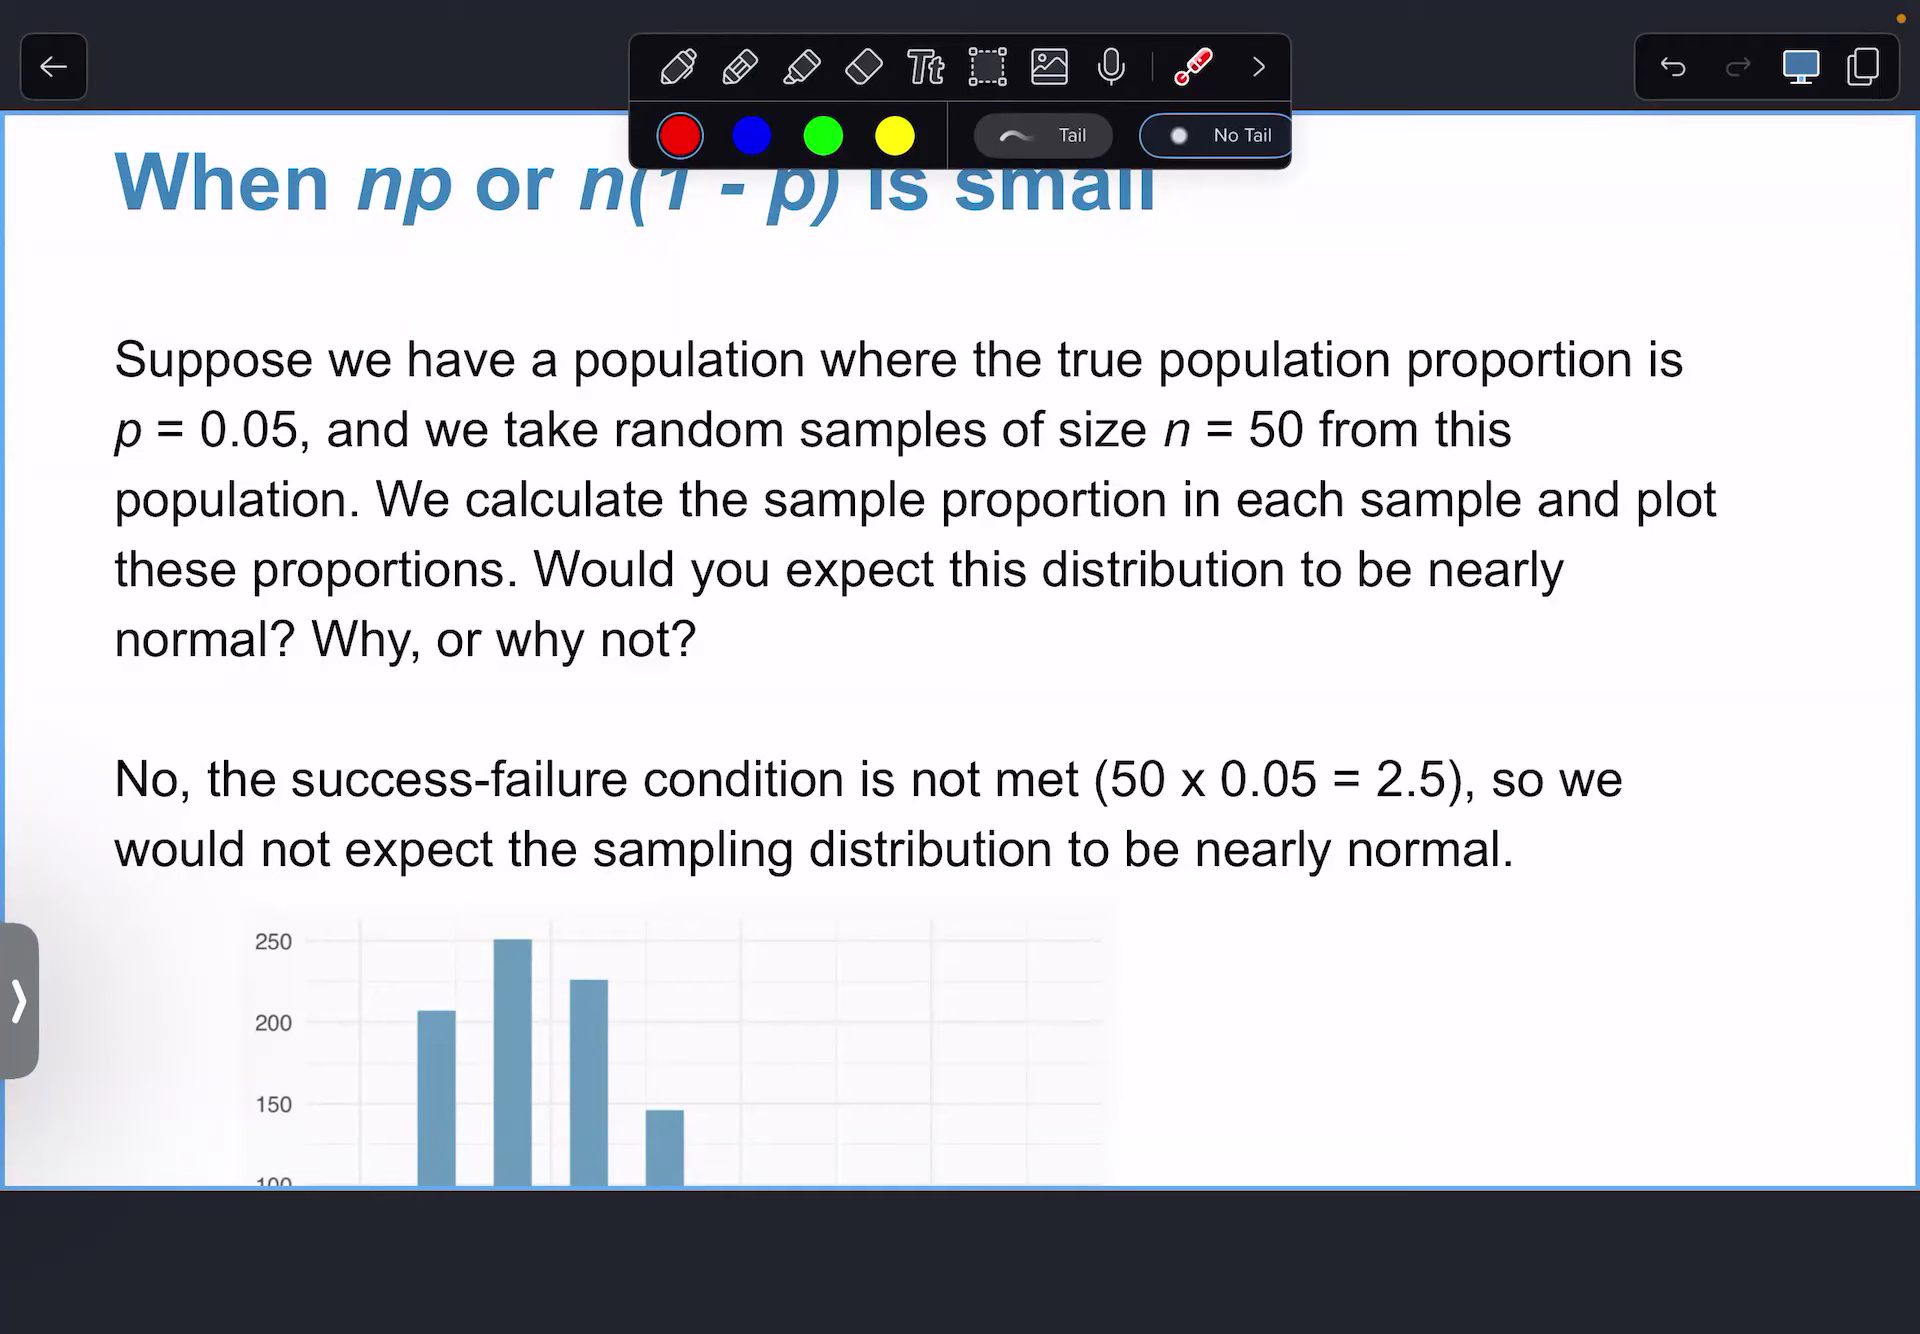 Tt
Tail
No Tail
When np or n(1 - p) is small
Suppose we have a population where the true population proportion is
p = 0.05, and we take random samples of size n = 50 from this
population. We calculate the sample proportion in each sample and plot
these proportions. Would you expect this distribution to be nearly
normal? Why, or why not?
No, the success-failure condition is not met (50 x 0.05 = 2.5), so we
would not expect the sampling distribution to be nearly normal.
250
200
150
100